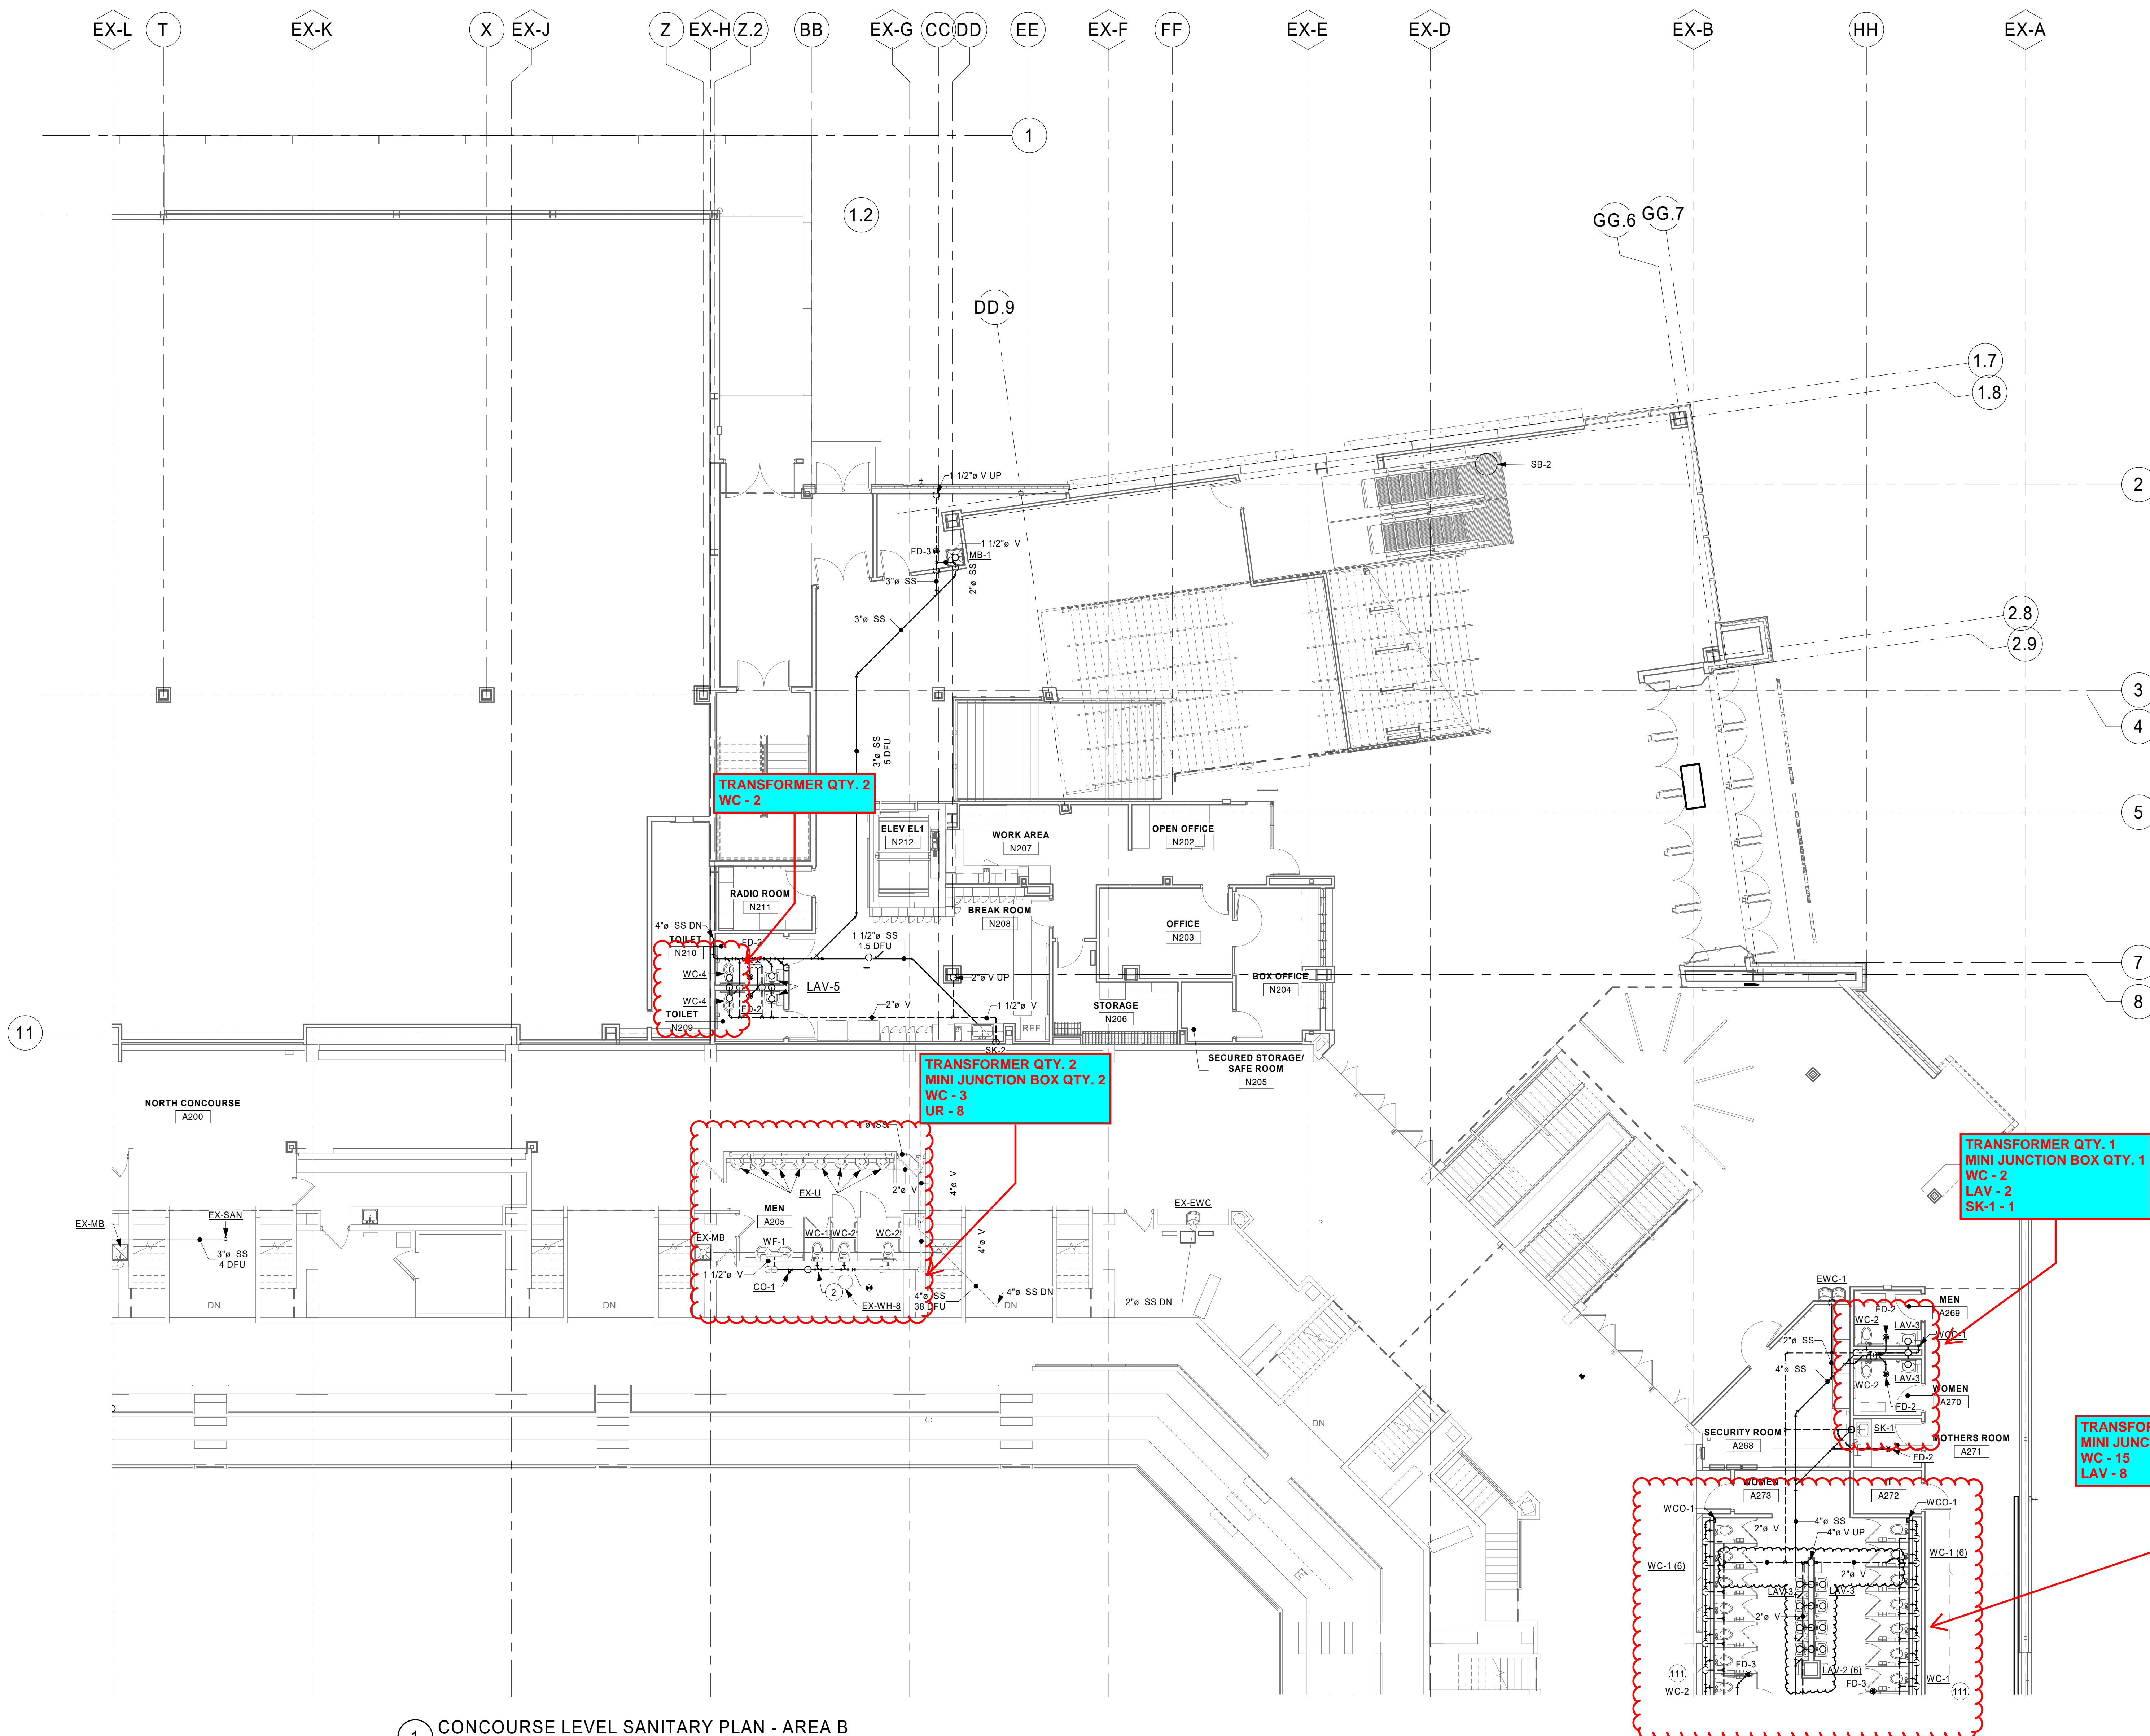 EX-L
T
EX-K
X
EX-J
Z
EX-H
Z.2
BB
EX-G
CC
DD
EE
EX-F
FF
EX-E
EX-D
EX-B
HH
EX-A
1
1.2
GG.6
GG.7
DD.9
1.7
1.8
SB-2
2
1 1/2"ø V UP
1 1/2"ø V
FD-3
MB-1
3"ø SS
2"ø SS
3"ø SS
2.8
2.9
3
4
3"ø SS
5 DFU
TRANSFORMER QTY. 2
WC - 2
5
ELEV EL1
N212
WORK AREA
N207
OPEN OFFICE
N202
RADIO ROOM
N211
BREAK ROOM
N208
OFFICE
N203
4"ø SS DN
TOILET
N210
FD-2
1 1/2"ø SS
1.5 DFU
7
WC-4
LAV-5
2"ø V UP
BOX OFFICE
N204
8
WC-4
FD-2
TOILET
N209
2"ø V
1 1/2"ø V
STORAGE
N206
11
REF.
SK-2
SECURED STORAGE/
SAFE ROOM
N205
TRANSFORMER QTY. 2
MINI JUNCTION BOX QTY. 2
WC - 3
UR - 8
NORTH CONCOURSE
A200
4"ø SS
TRANSFORMER QTY. 1
MINI JUNCTION BOX QTY. 1
WC - 2
LAV - 2
SK-1 - 1
EX-U
2"ø V
4"ø V
EX-MB
EX-SAN
MEN
A205
EX-EWC
3"ø SS
4 DFU
EX-MB
WF-1
WC-1
WC-2
WC-2
4"ø V
1 1/2"ø V
CO-1
2
EX-WH-8
4"ø SS
38 DFU
4"ø SS DN
2"ø SS DN
DN
DN
DN
EWC-1
MEN
A269
FD-2
WC-2
LAV-3
WCO-1
2"ø SS
4"ø SS
WC-2
LAV-3
WOMEN
A270
FD-2
DN
SECURITY ROOM
A268
SK-1
MOTHERS ROOM
A271
FD-2
TRANSFOR
MINI JUNC
WC - 15
LAV - 8
WOMEN
A273
A272
WCO-1
WCO-1
4"ø SS
2"ø V
4"ø V UP
WC-1 (6)
WC-1 (6)
2"ø V
LAV-3
LAV-3
2"ø V
FD-3
LAV-2 (6)
111
FD-3
WC-1
WC-2
111
1
CONCOURSE LEVEL SANITARY PLAN - AREA B